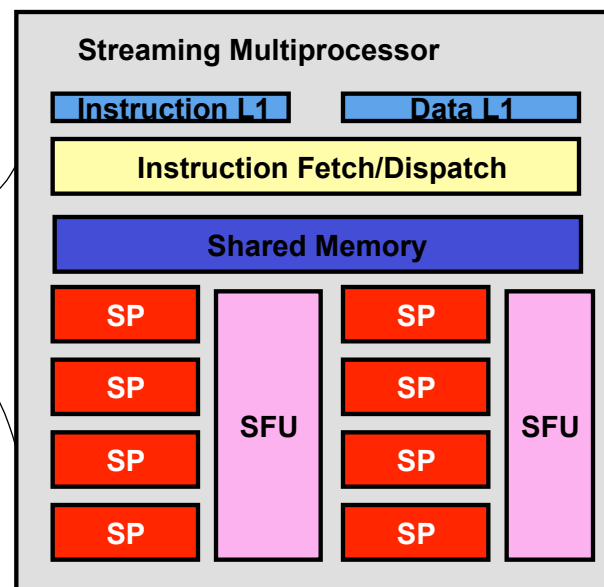 Streaming Multiprocessor
Instruction L1
Data L1
Instruction Fetch/Dispatch
Shared Memory
SP
SP
SP
SP
SFU
SP
SP
SP
SP
SFU